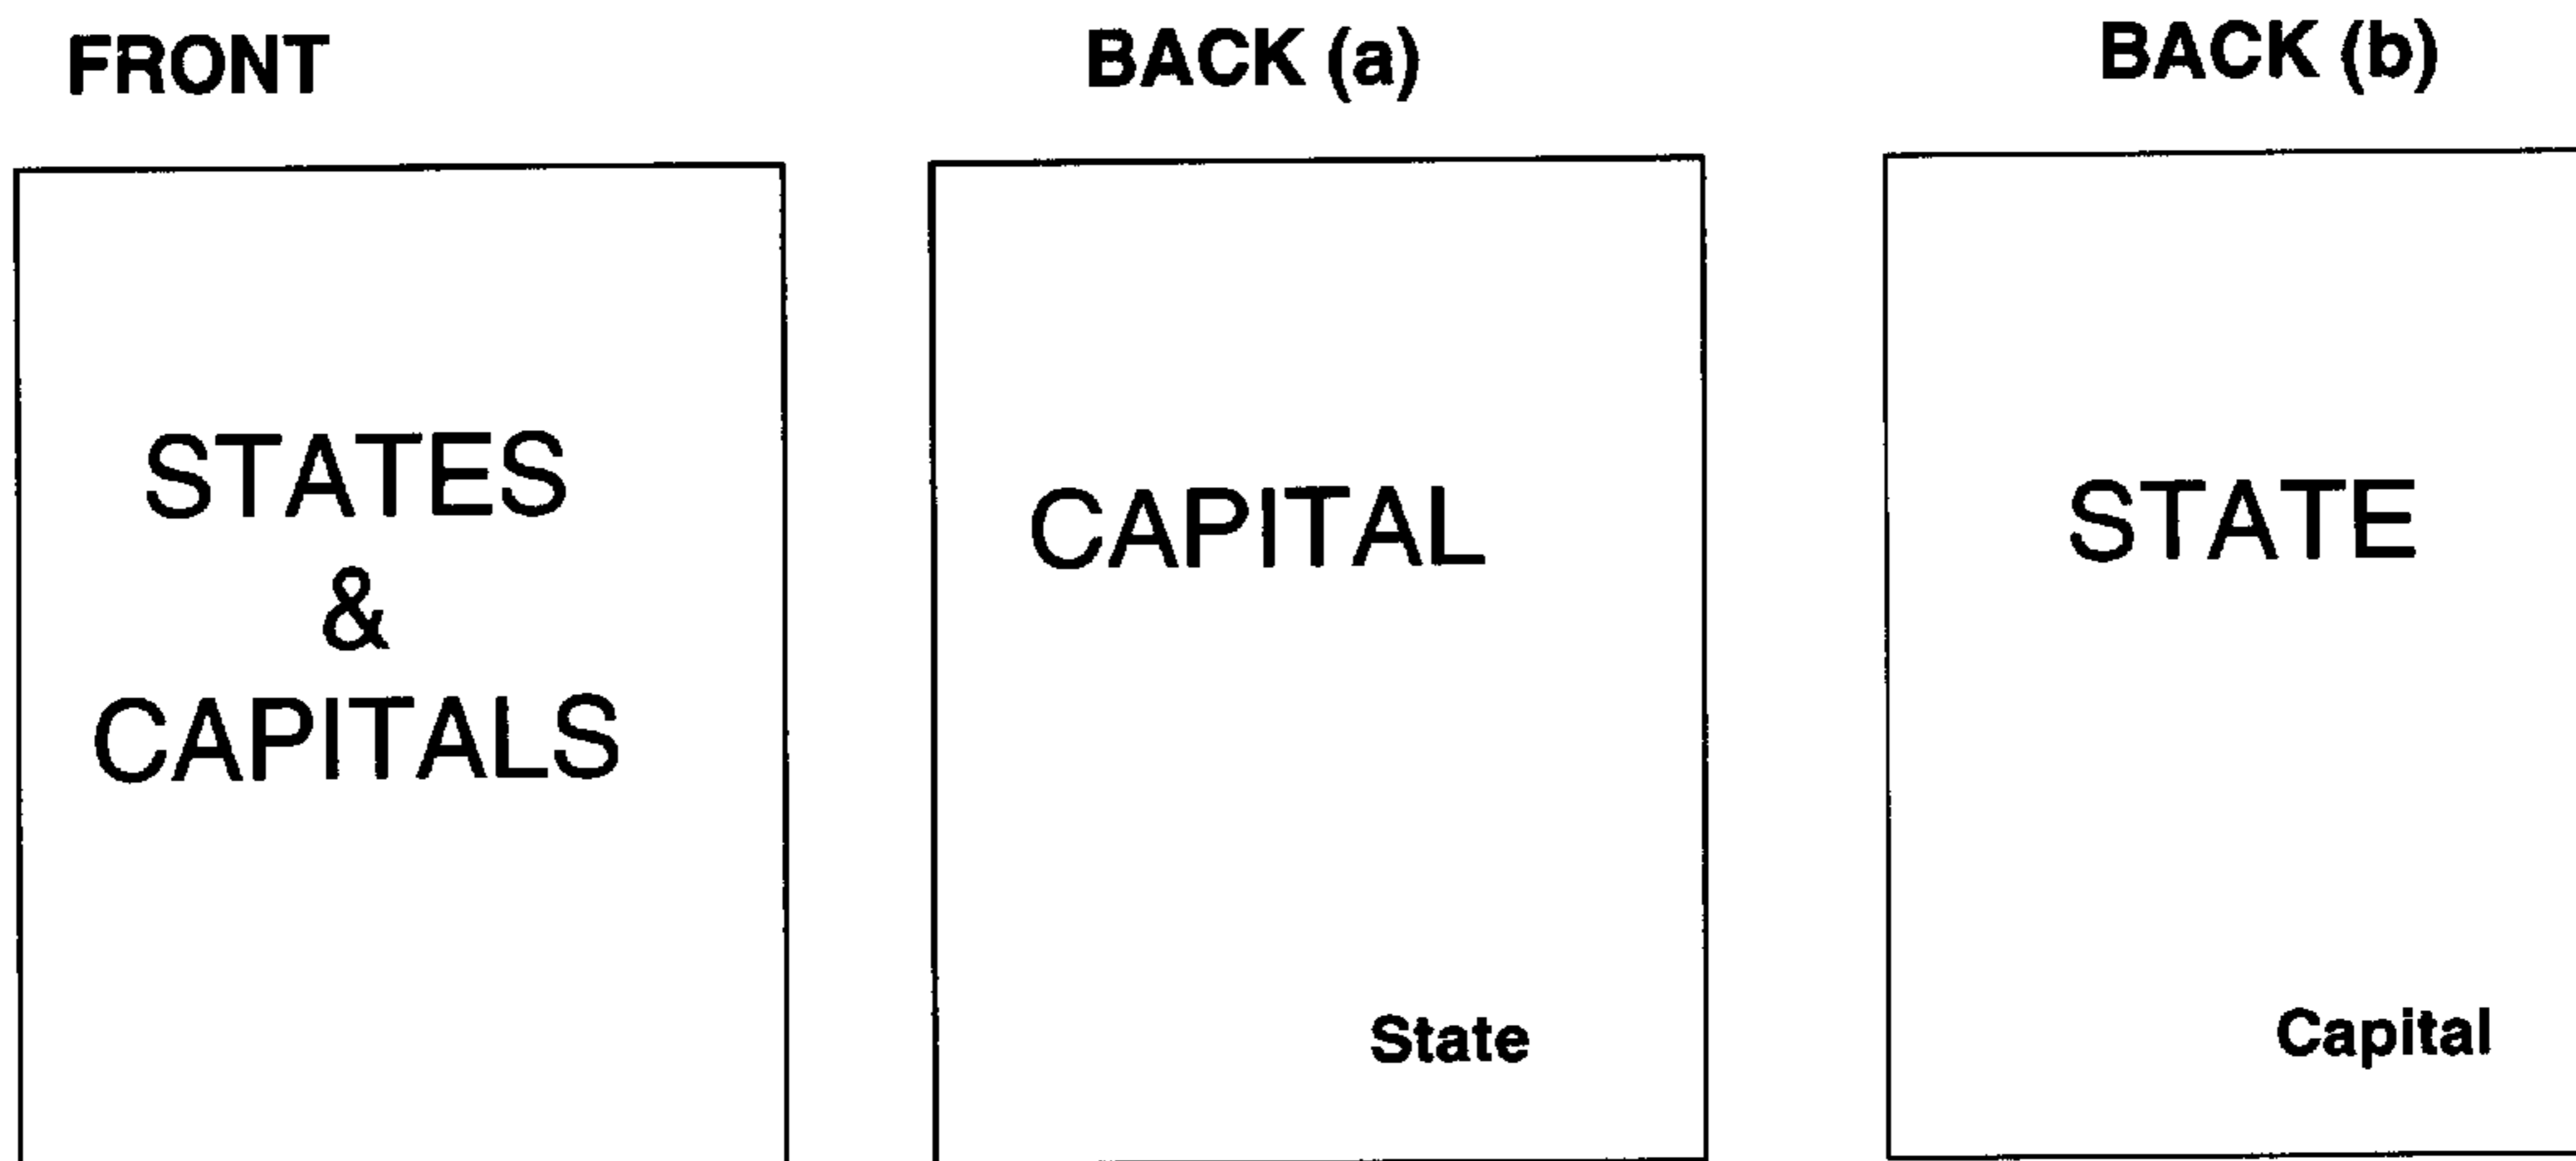 FRONT
STATES
&
CAPITALS
BACK (a)
CAPITAL
State
BACK (b)
STATE
Capital